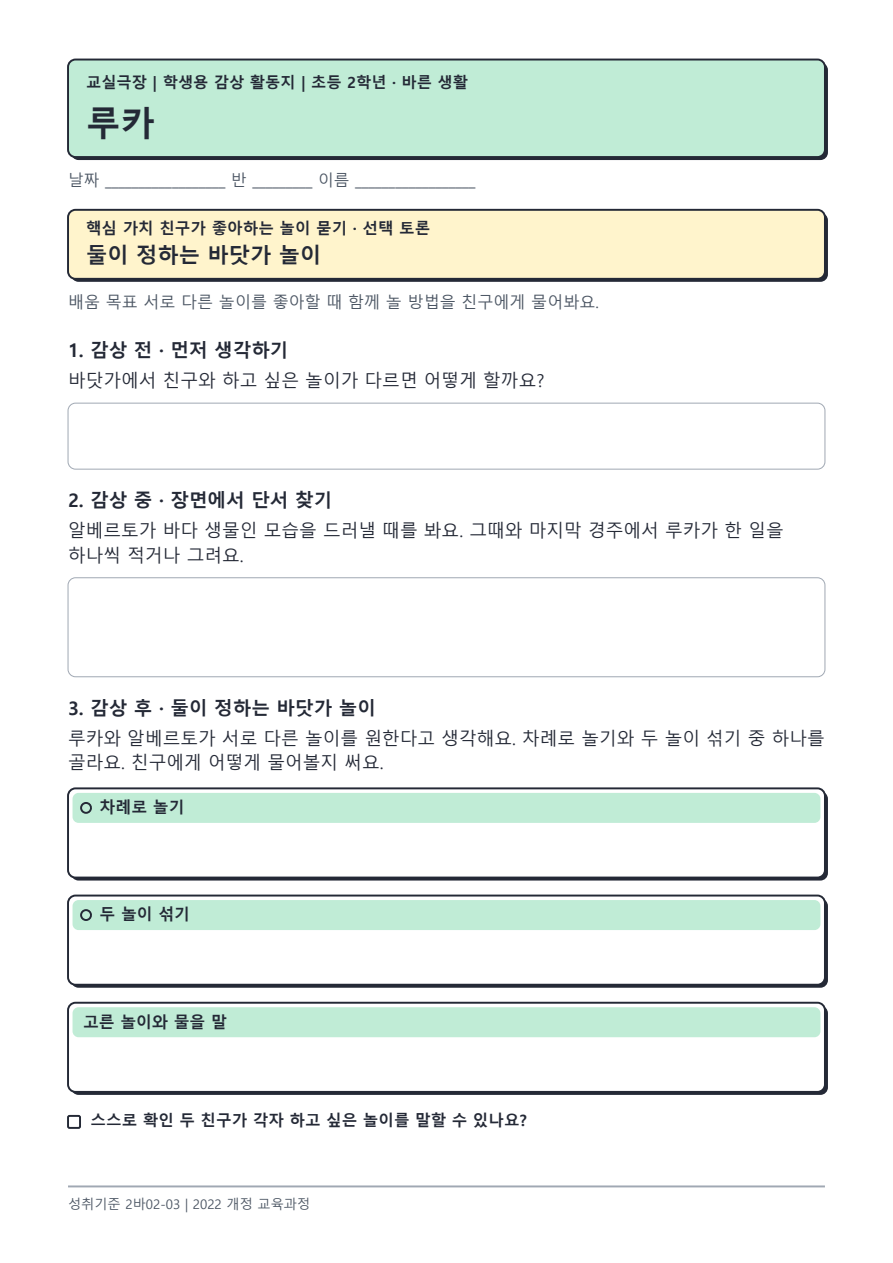 교실극장 | 학생용 감상 활동지 | 초등 2학년 · 바른 생활
루카
날짜 _______________ 반 _______ 이름 _______________
핵심 가치 친구가 좋아하는 놀이 묻기 · 선택 토론
둘이 정하는 바닷가 놀이
배움 목표 서로 다른 놀이를 좋아할 때 함께 놀 방법을 친구에게 물어봐요.
1. 감상 전 · 먼저 생각하기
바닷가에서 친구와 하고 싶은 놀이가 다르면 어떻게 할까요?
2. 감상 중 · 장면에서 단서 찾기
알베르토가 바다 생물인 모습을 드러낼 때를 봐요. 그때와 마지막 경주에서 루카가 한 일을
하나씩 적거나 그려요.
3. 감상 후 · 둘이 정하는 바닷가 놀이
루카와 알베르토가 서로 다른 놀이를 원한다고 생각해요. 차례로 놀기와 두 놀이 섞기 중 하나를
골라요. 친구에게 어떻게 물어볼지 써요.
차례로 놀기
두 놀이 섞기
고른 놀이와 물을 말
스스로 확인 두 친구가 각자 하고 싶은 놀이를 말할 수 있나요?
성취기준 2바02-03 | 2022 개정 교육과정